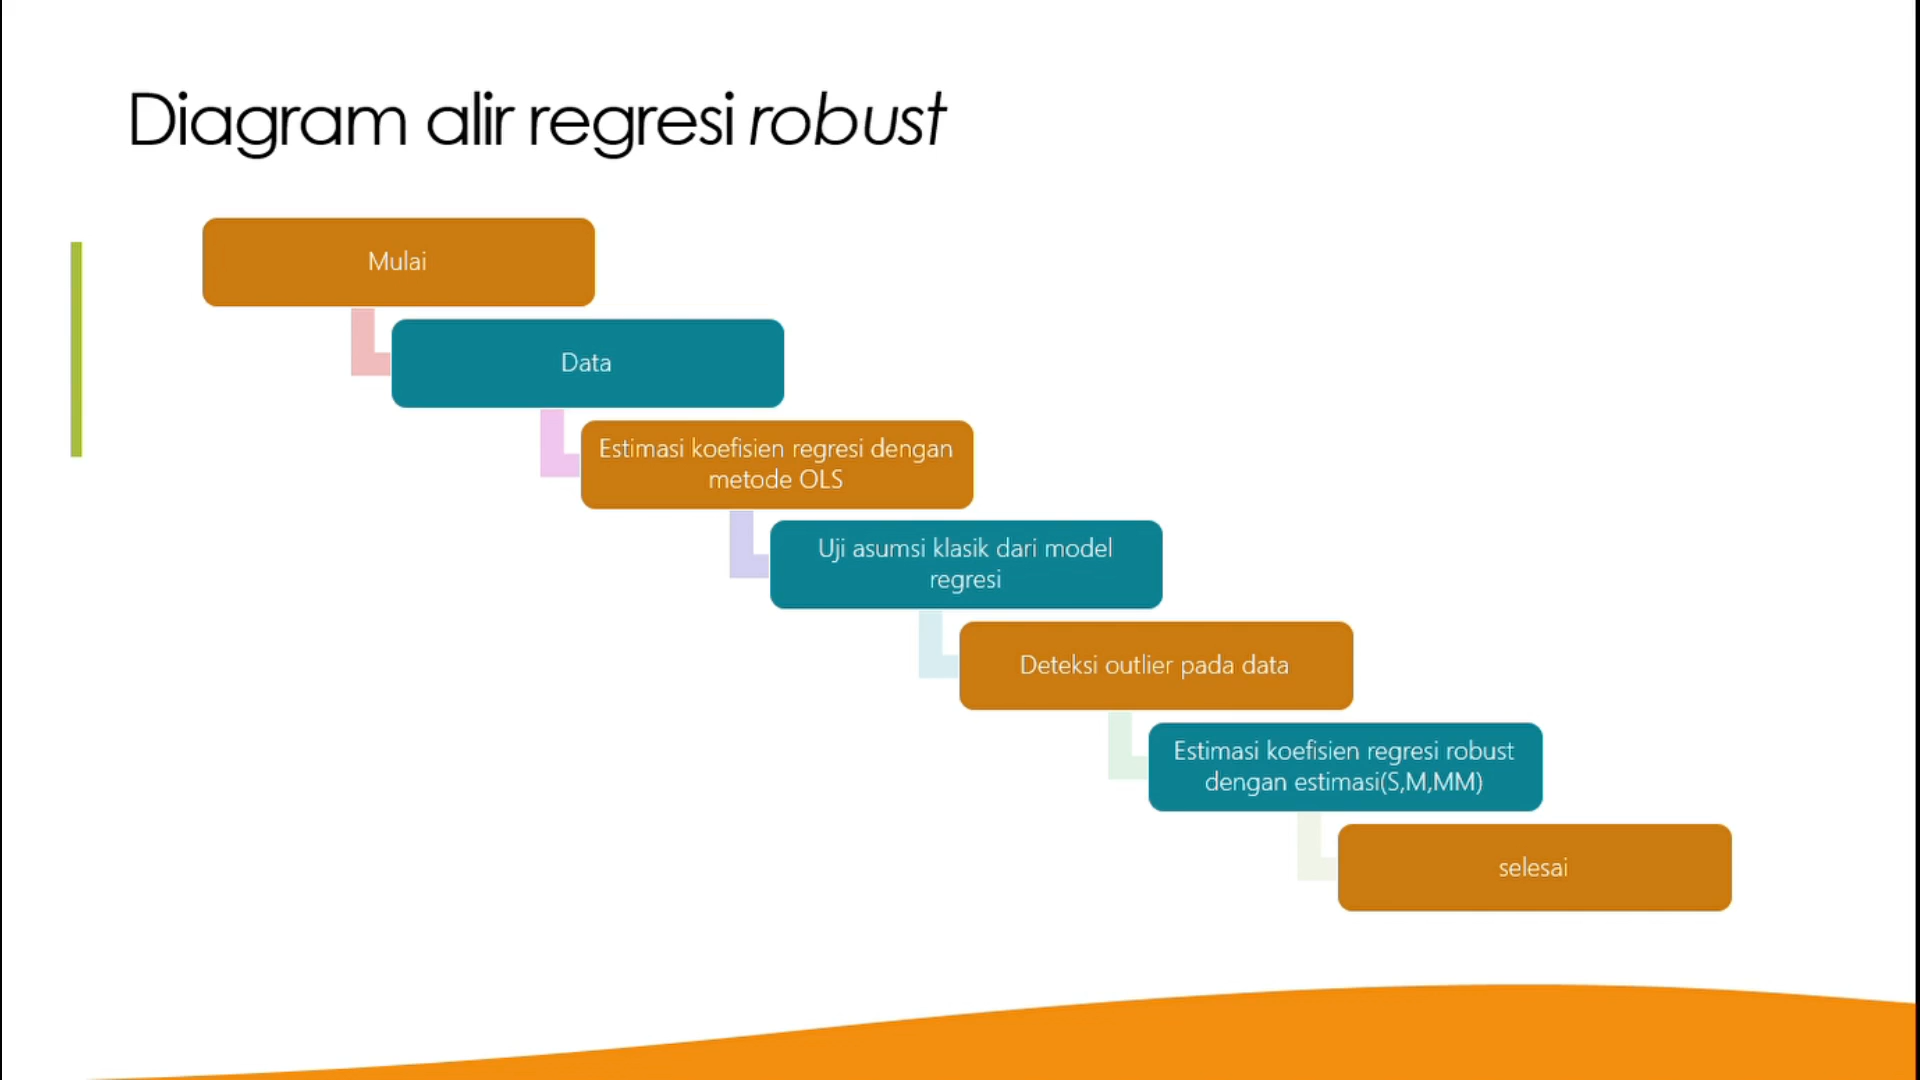 Diagram alir regresi robust
Mulai
Data
Estimasi koefisien regresi dengan
metode OLS
Uji asumsi klasik dari model
regresi
Deteksi outlier pada data
Estimasi koefisien regresi robust
dengan estimasi(S,M,MM)
selesai